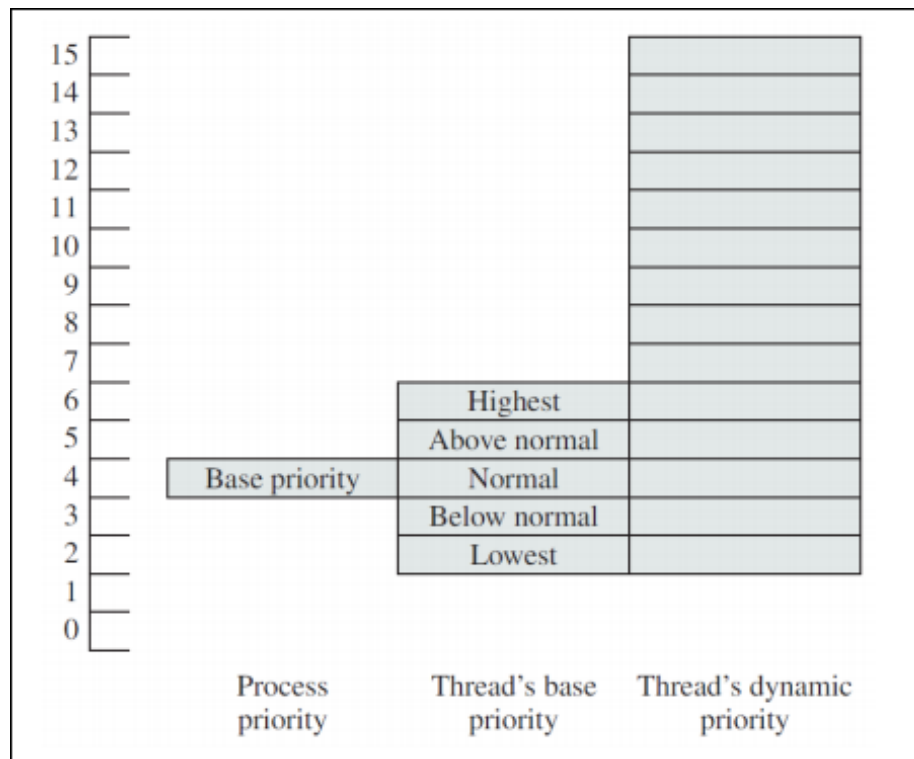 15
14
13
12
11
10
9
8
7
6
5
4
3
2
1
0
Highest
Above normal
Base priority
Normal
Below normal
Lowest
Process
priority
Thread’s base
priority
Thread’s dynamic
priority